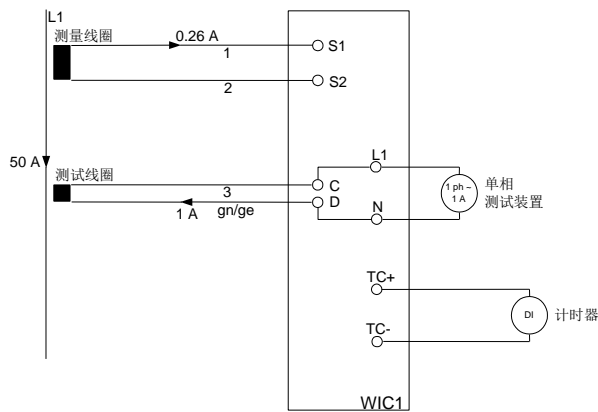 L1
测量线圈
0.26 A
1
S1
2
S2
50 A
测试线圈
3
1 A
gn/ge
C
D
L1
N
1 ph ~
1 A
单相
测试装置
TC+
TC-
DI
计时器
WIC1